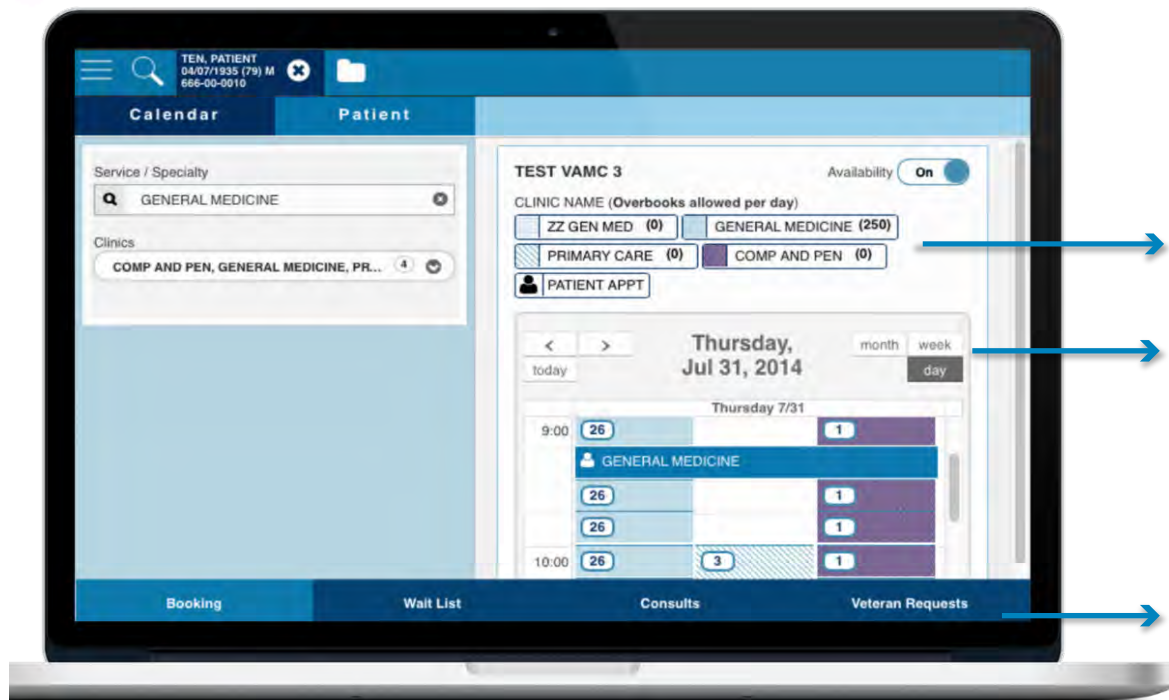 TEN, PATIENT
04/07/1935 (79) M
666-00-0010
Calendar
Patient
Service / Specialty
GENERAL MEDICINE
Clinics
COMP AND PEN, GENERAL MEDICINE, PR... 4
TEST VAMC 3
Availability On
CLINIC NAME (Overbooks allowed per day)
ZZ GEN MED (0) GENERAL MEDICINE (250)
PRIMARY CARE (0) COMP AND PEN (0)
PATIENT APPT
< > Thursday, month week
today Jul 31, 2014 day
Thursday 7/31
9:00 26 1
GENERAL MEDICINE
26 1
26 1
10:00 26 3 1
Booking Wait List Consults Veteran Requests